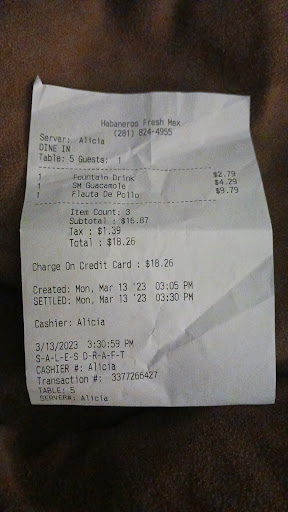 Habaneros Fresh Mex
(281) 824-4955
Server: Alicia
DINE IN
Table: 5 Guests: 1
1 Fountain Drink $2.79
1 SM Guacamole $4.29
1 Flauta De Pollo $9.79
Item Count: 3
Subtotal : $16.87
Tax : $1.39
Total : $18.26
Charge On Credit Card : $18.26
Created: Mon, Mar 13 '23 03:05 PM
SETTLED: Mon, Mar 13 '23 03:30 PM
Cashier: Alicia
3/13/2023 3:30:59 PM
S-A-L-E-S D-R-A-F-T
CASHIER #: Alicia
Transaction #: 3377266427
TABLE: 5
SERVER#: Alicia